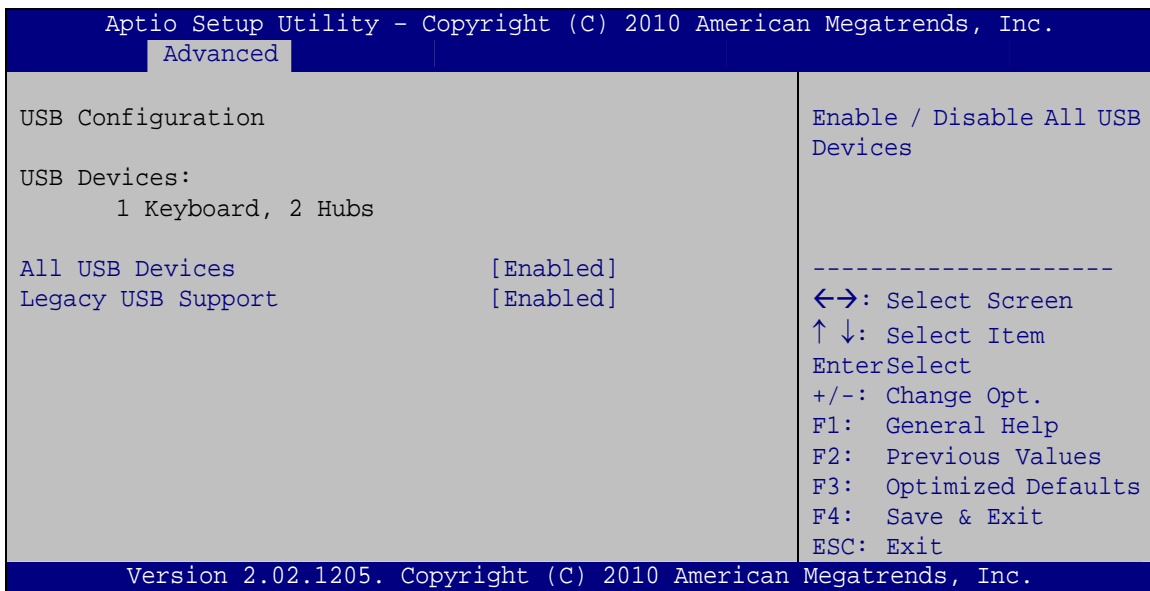 Aptio Setup Utility – Copyright (C) 2010 American Megatrends, Inc.
Advanced
USB Configuration
USB Devices:
1 Keyboard, 2 Hubs
All USB Devices [Enabled]
Legacy USB Support [Enabled]
Enable / Disable All USB
Devices
---------------------
←→: Select Screen
↑ ↓: Select Item
EnterSelect
+/-: Change Opt.
F1: General Help
F2: Previous Values
F3: Optimized Defaults
F4: Save & Exit
ESC: Exit
Version 2.02.1205. Copyright (C) 2010 American Megatrends, Inc.